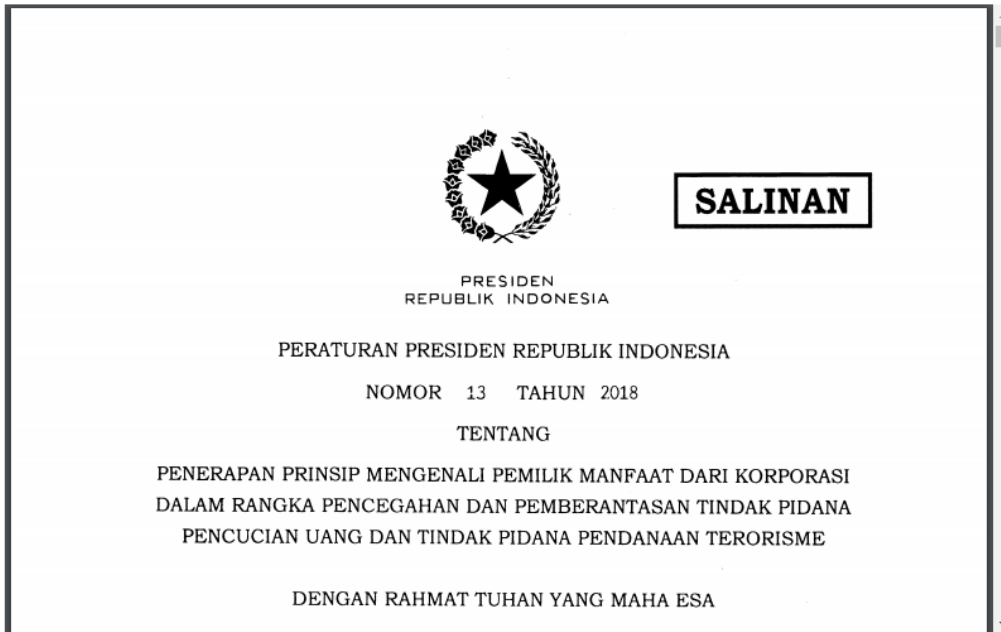 SALINAN
PRESIDEN
REPUBLIK INDONESIA
PERATURAN PRESIDEN REPUBLIK INDONESIA
NOMOR 13 TAHUN 2018
TENTANG
PENERAPAN PRINSIP MENGENALI PEMILIK MANFAAT DARI KORPORASI
DALAM RANGKA PENCEGAHAN DAN PEMBERANTASAN TINDAK PIDANA
PENCUCIAN UANG DAN TINDAK PIDANA PENDANAAN TERORISME
DENGAN RAHMAT TUHAN YANG MAHA ESA